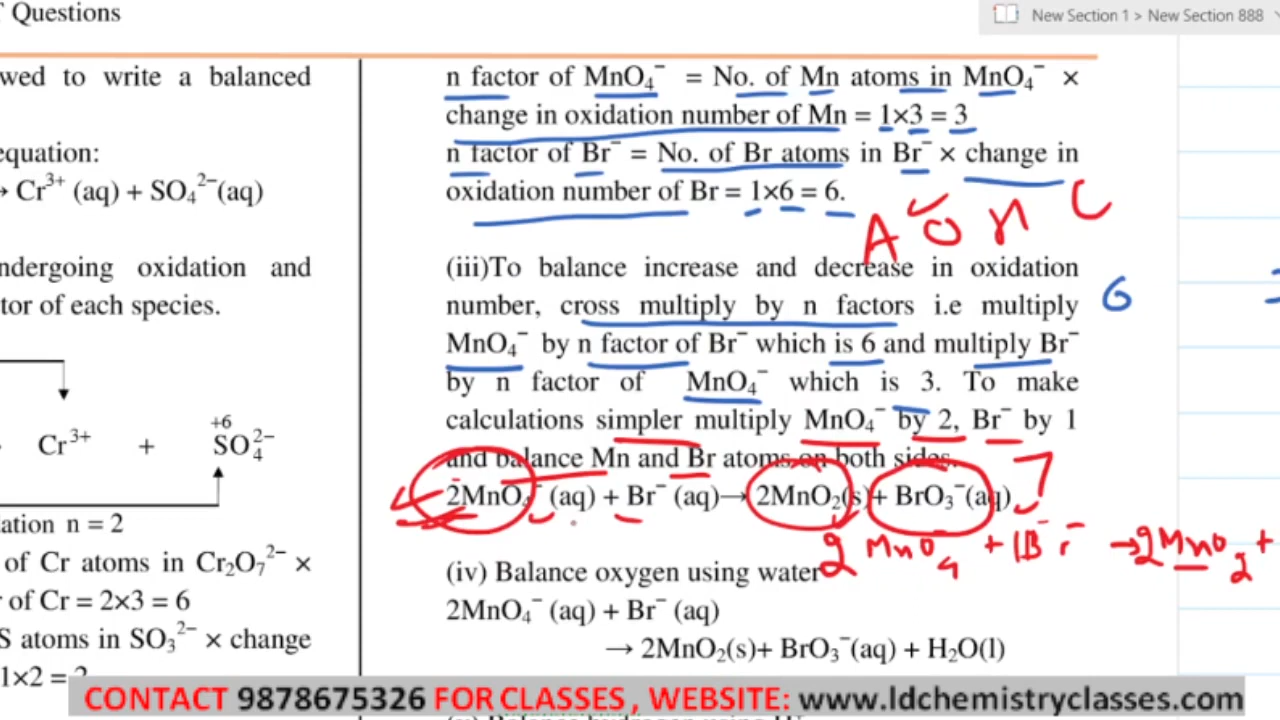 Questions
New Section 1 > New Section 888
wed to write a balanced
equation:
Cr³⁺ (aq) + SO₄²⁻(aq)
ndergoing oxidation and
tor of each species.
+6
Cr³⁺ + SO₄²⁻
lation n = 2
of Cr atoms in Cr₂O₇²⁻ ×
r of Cr = 2×3 = 6
S atoms in SO₃²⁻ × change
1×2 = 2
n factor of MnO₄⁻ = No. of Mn atoms in MnO₄⁻ ×
change in oxidation number of Mn = 1×3 = 3
n factor of Br⁻ = No. of Br atoms in Br⁻ × change in
oxidation number of Br = 1×6 = 6.
A O n C
(iii)To balance increase and decrease in oxidation
number, cross multiply by n factors i.e multiply
6
MnO₄⁻ by n factor of Br⁻ which is 6 and multiply Br⁻
by n factor of MnO₄⁻ which is 3. To make
calculations simpler multiply MnO₄⁻ by 2, Br⁻ by 1
and balance Mn and Br atoms on both sides.
2MnO₄⁻ (aq) + Br⁻ (aq)→ 2MnO₂(s)+ BrO₃⁻(aq)
2 MnO₄⁻ + 1Br⁻ → 2MnO₂ +
(iv) Balance oxygen using water
2MnO₄⁻ (aq) + Br⁻ (aq)
→ 2MnO₂(s)+ BrO₃⁻(aq) + H₂O(l)
CONTACT 9878675326 FOR CLASSES , WEBSITE: www.ldchemistryclasses.com